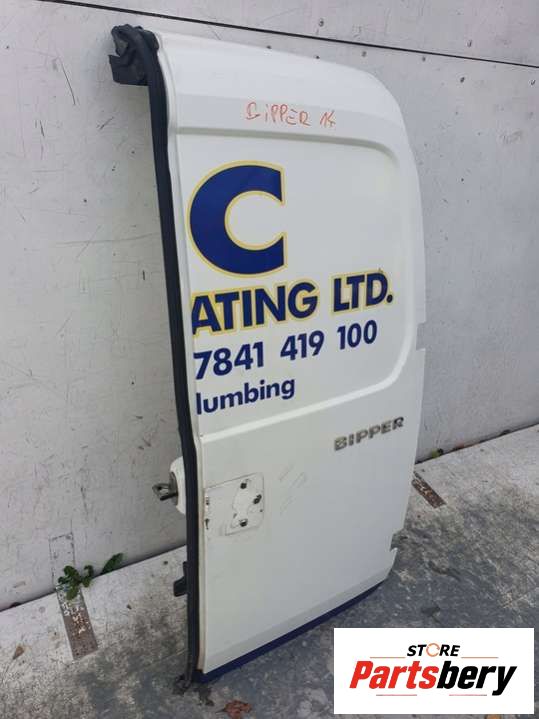 BIPPER 14
C
ATING LTD.
7841 419 100
lumbing
BIPPER
STORE
Partsbery